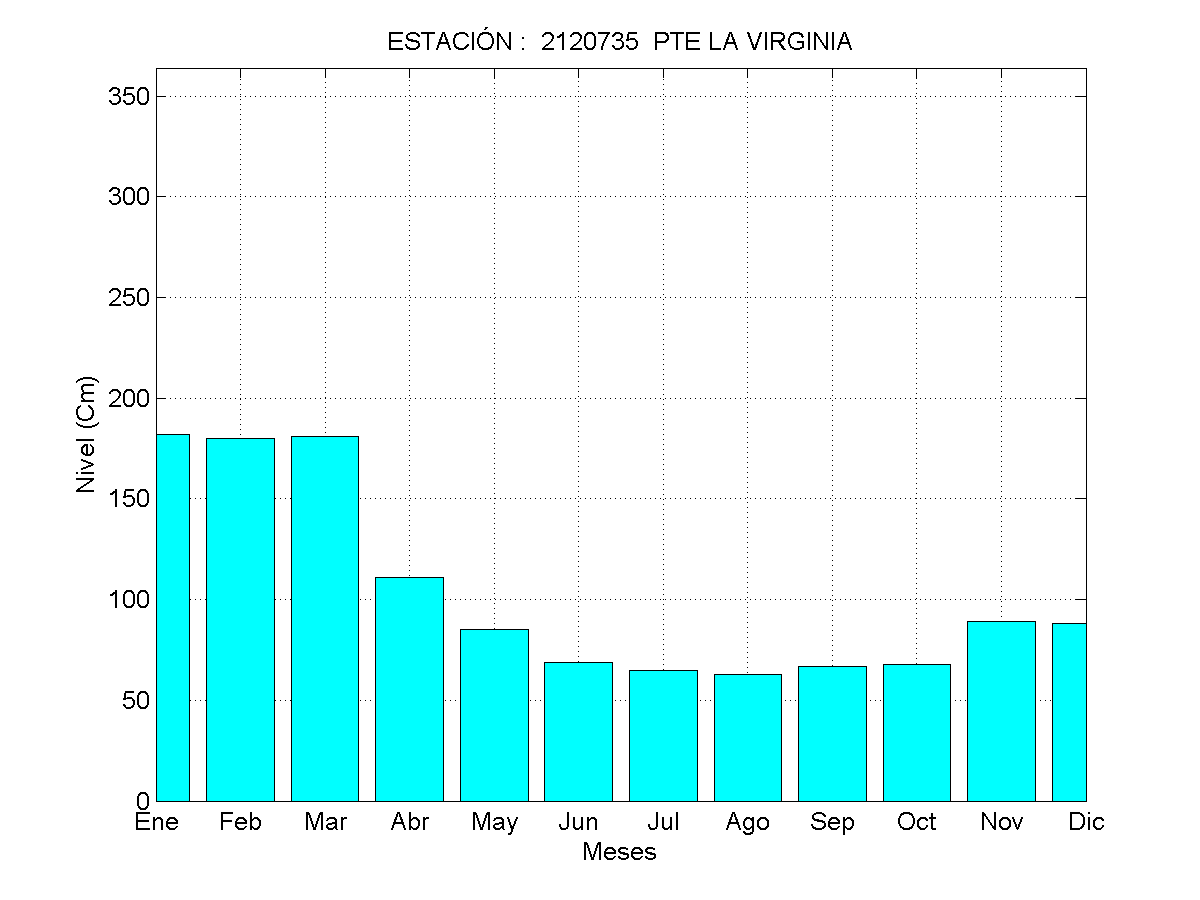 ESTACIÓN : 2120735 PTE LA VIRGINIA
350
300
250
200
150
100
50
0
Nivel (Cm)
Ene Feb Mar Abr May Jun Jul Ago Sep Oct Nov Dic
Meses